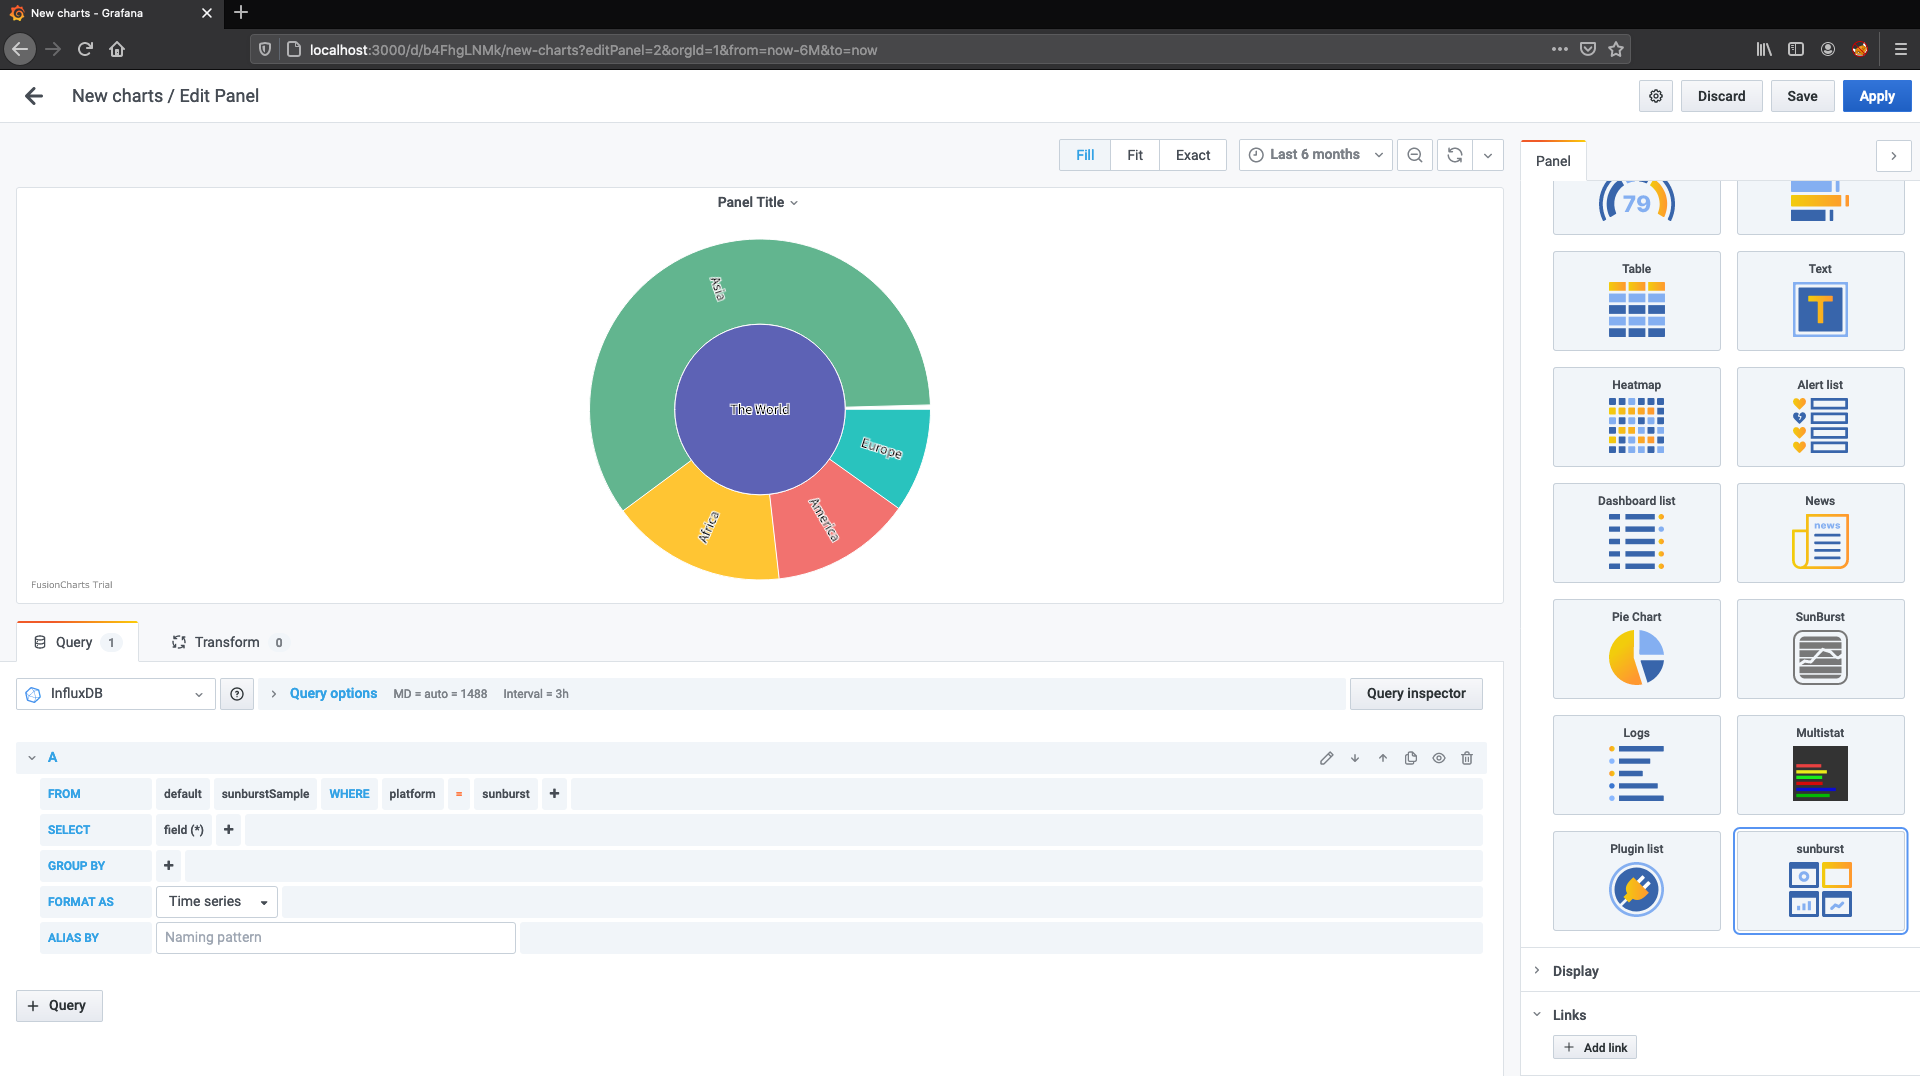 New charts - Grafana
localhost:3000/d/b4FhgLNMk/new-charts?editPanel=2&orgId=1&from=now-6M&to=now
New charts / Edit Panel
Discard
Save
Apply
Fill
Fit
Exact
Last 6 months
Panel
Panel Title
79
Asia
The World
Europe
America
Africa
FusionCharts Trial
Table
Text
T
Heatmap
Alert list
Dashboard list
News
news
Pie Chart
SunBurst
Logs
Multistat
Plugin list
sunburst
Display
Links
+ Add link
Query 1
Transform 0
InfluxDB
?
> Query options MD = auto = 1488 Interval = 3h
Query inspector
A
FROM default sunburstSample WHERE platform = sunburst +
SELECT field (*) +
GROUP BY +
FORMAT AS Time series
ALIAS BY Naming pattern
+ Query